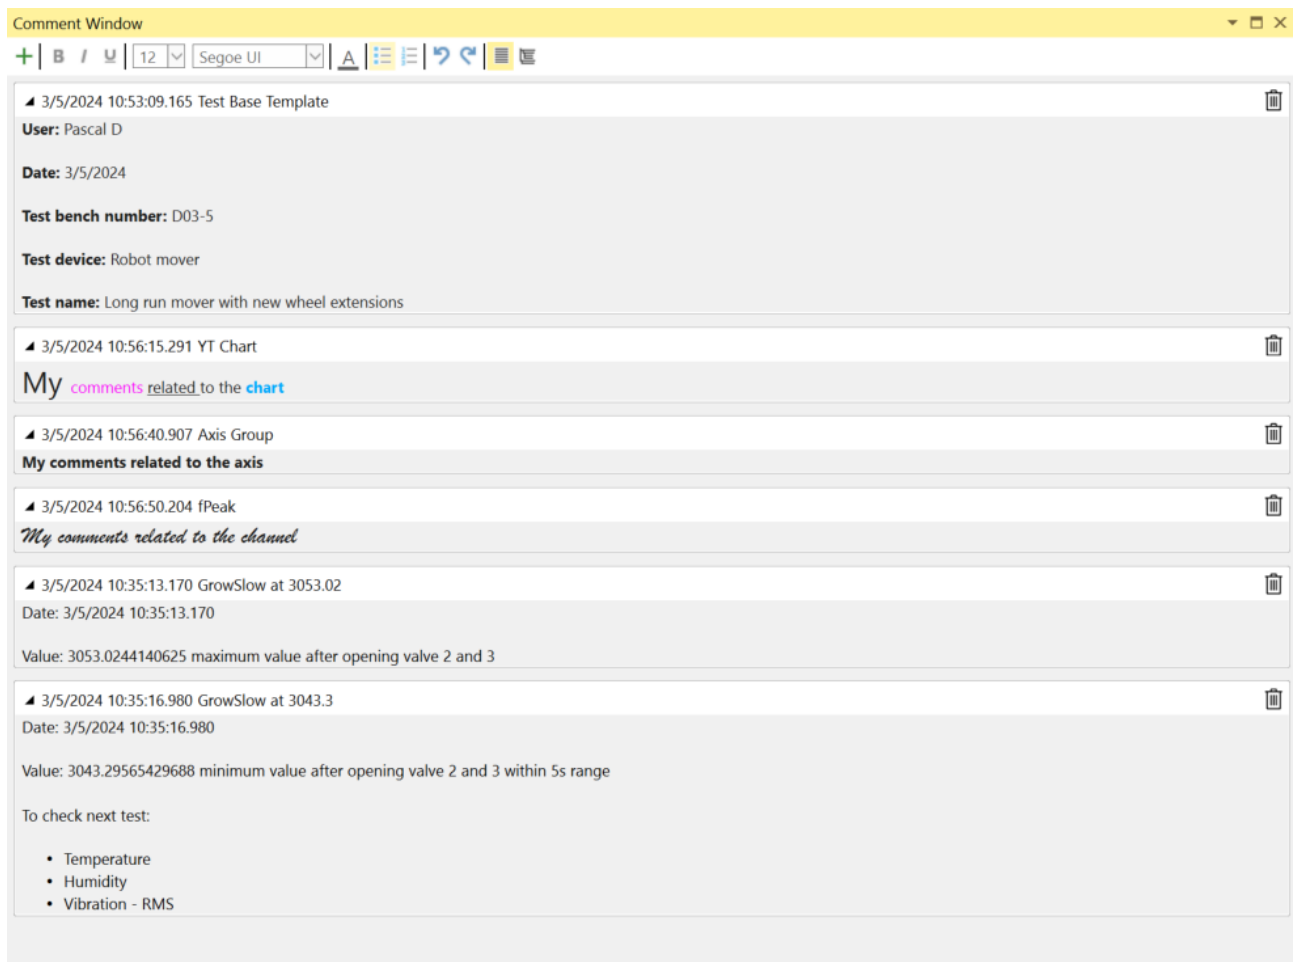 Comment Window
B I U 12 Segoe UI A
3/5/2024 10:53:09.165 Test Base Template
User: Pascal D
Date: 3/5/2024
Test bench number: D03-5
Test device: Robot mover
Test name: Long run mover with new wheel extensions
3/5/2024 10:56:15.291 YT Chart
My comments related to the chart
3/5/2024 10:56:40.907 Axis Group
My comments related to the axis
3/5/2024 10:56:50.204 fPeak
My comments related to the channel
3/5/2024 10:35:13.170 GrowSlow at 3053.02
Date: 3/5/2024 10:35:13.170
Value: 3053.0244140625 maximum value after opening valve 2 and 3
3/5/2024 10:35:16.980 GrowSlow at 3043.3
Date: 3/5/2024 10:35:16.980
Value: 3043.29565429688 minimum value after opening valve 2 and 3 within 5s range
To check next test:
• Temperature
• Humidity
• Vibration - RMS